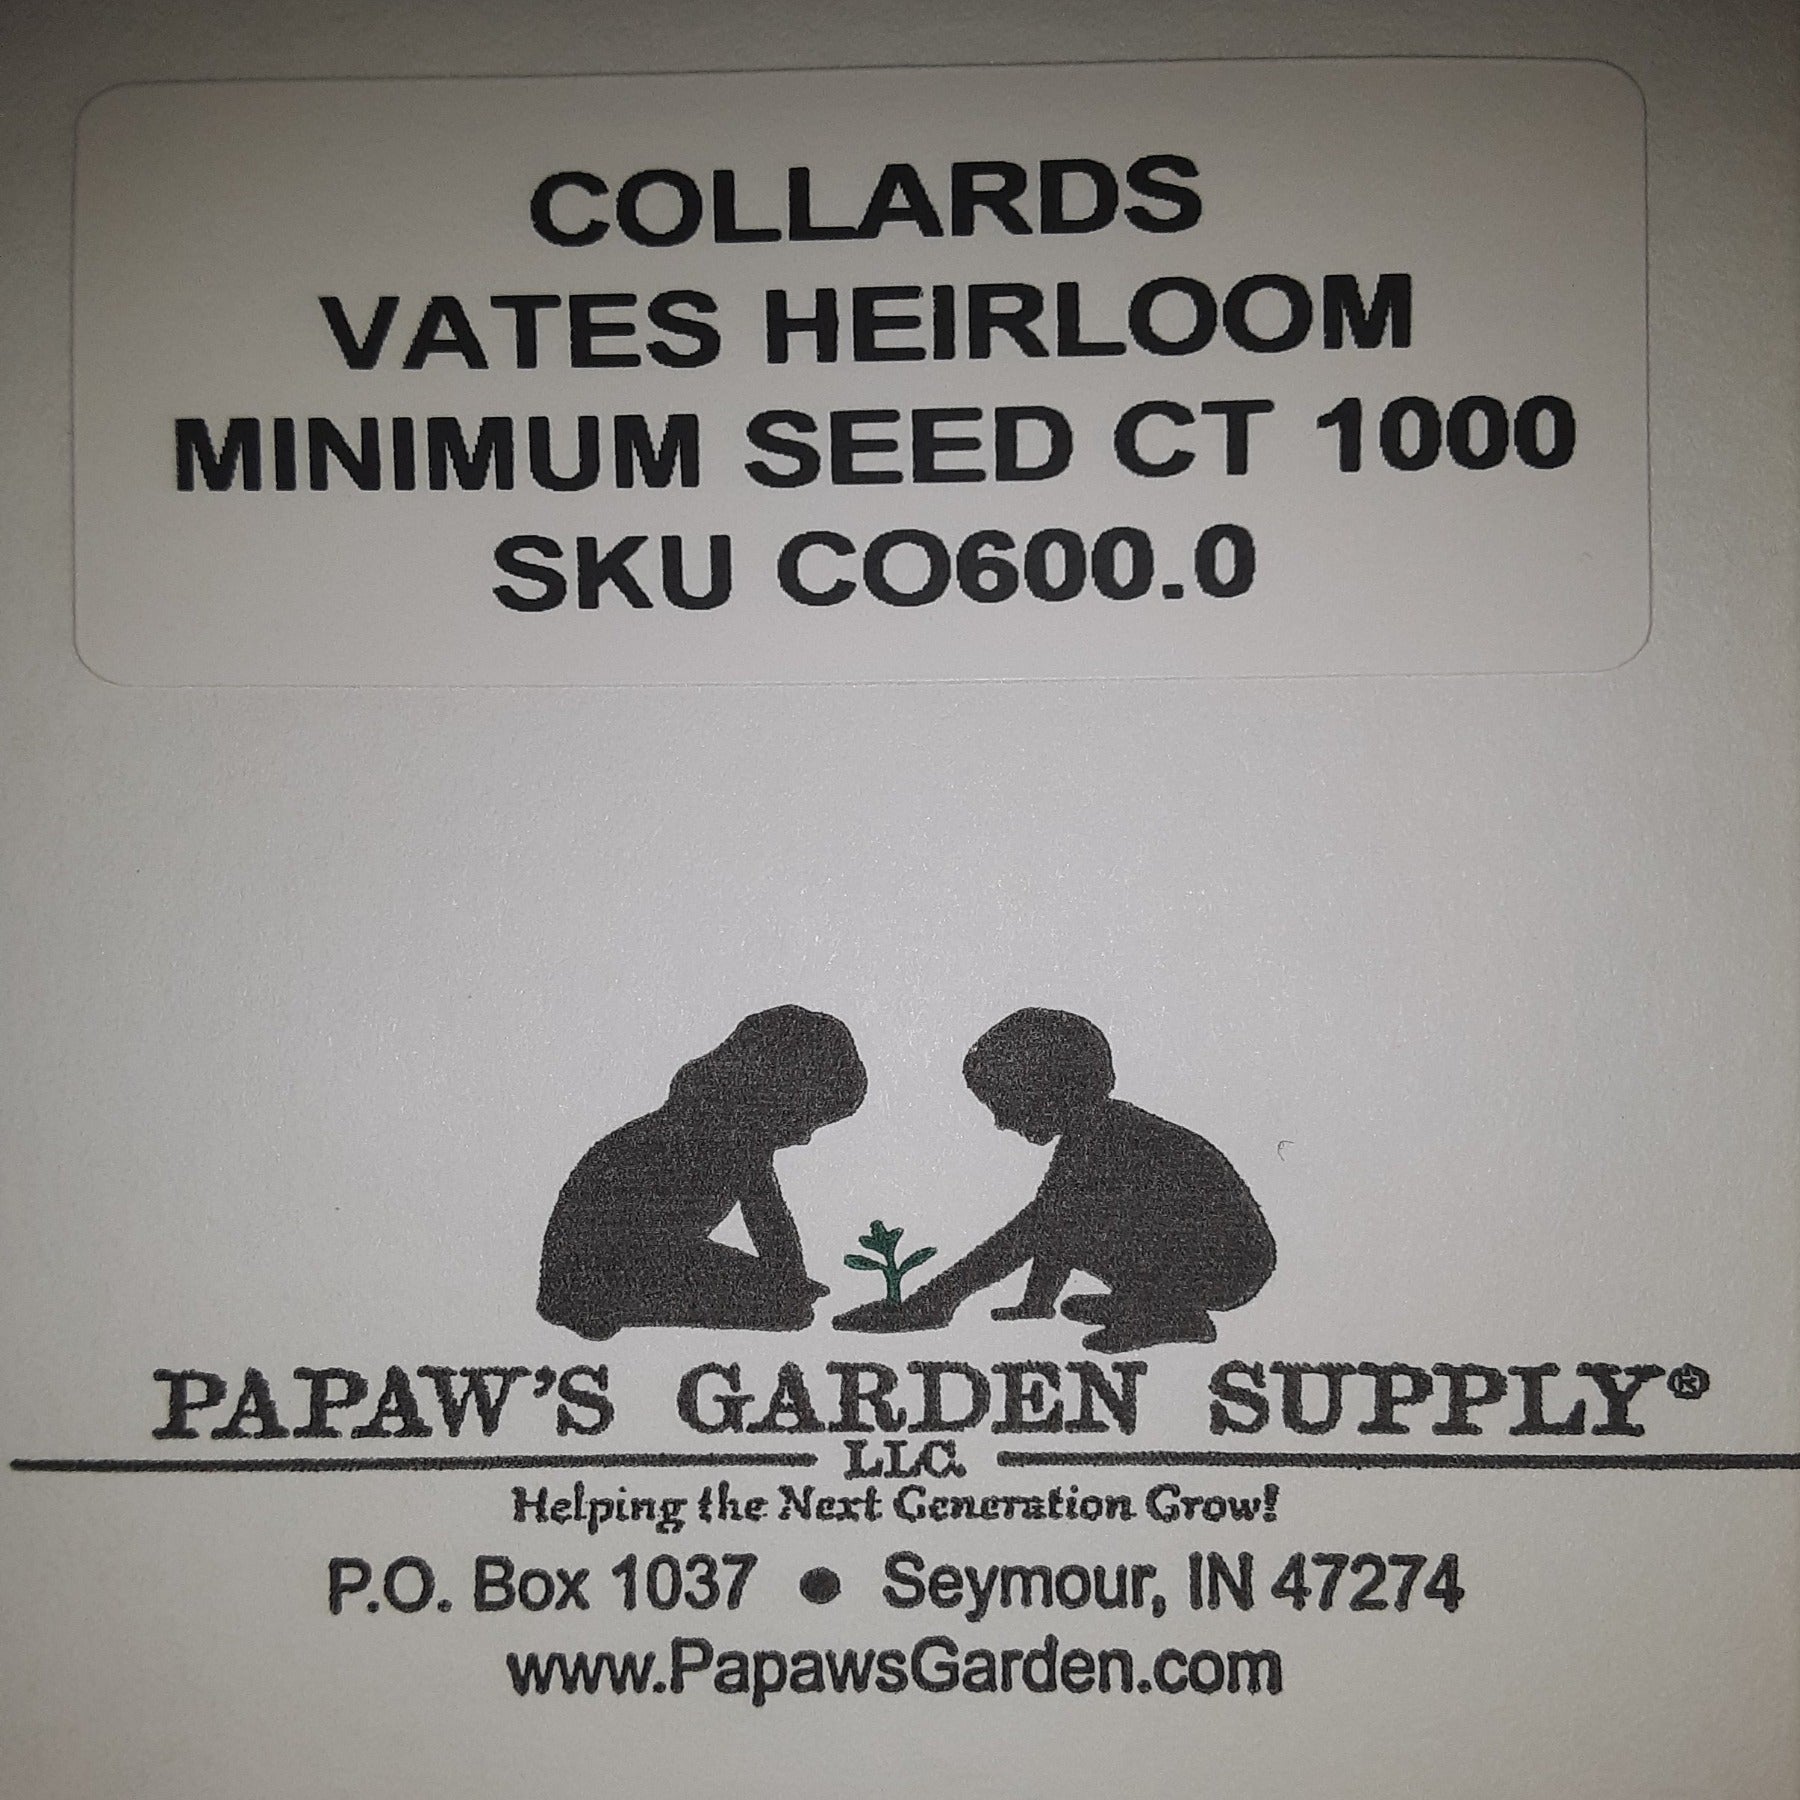 COLLARDS
VATES HEIRLOOM
MINIMUM SEED CT 1000
SKU CO600.0
PAPAW'S GARDEN SUPPLY®
LLC.
Helping the Next Generation Grow!
P.O. Box 1037 ● Seymour, IN 47274
www.PapawsGarden.com